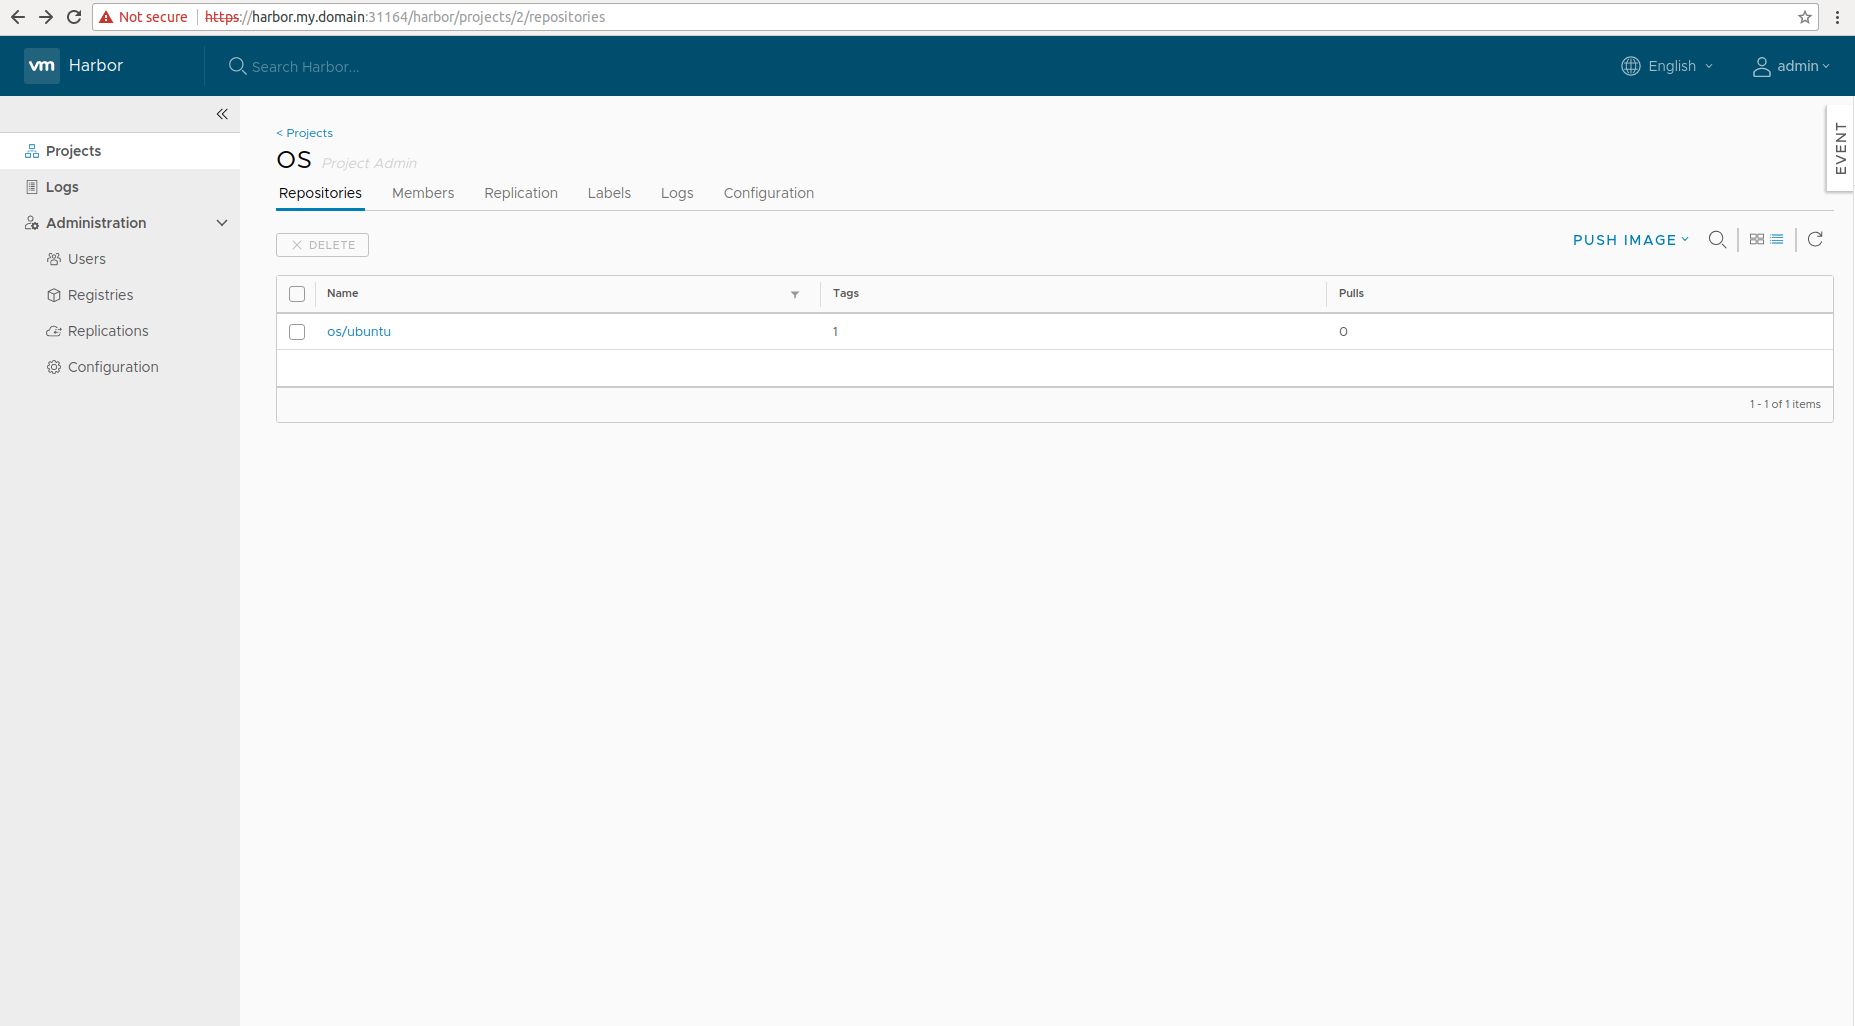 Not secure https://harbor.my.domain:31164/harbor/projects/2/repositories
vm Harbor Search Harbor... English admin
EVENT
Projects
Logs
Administration
Users
Registries
Replications
Configuration
< Projects
OS Project Admin
Repositories Members Replication Labels Logs Configuration
DELETE PUSH IMAGE
Name Tags Pulls
os/ubuntu 1 0
1 - 1 of 1 items